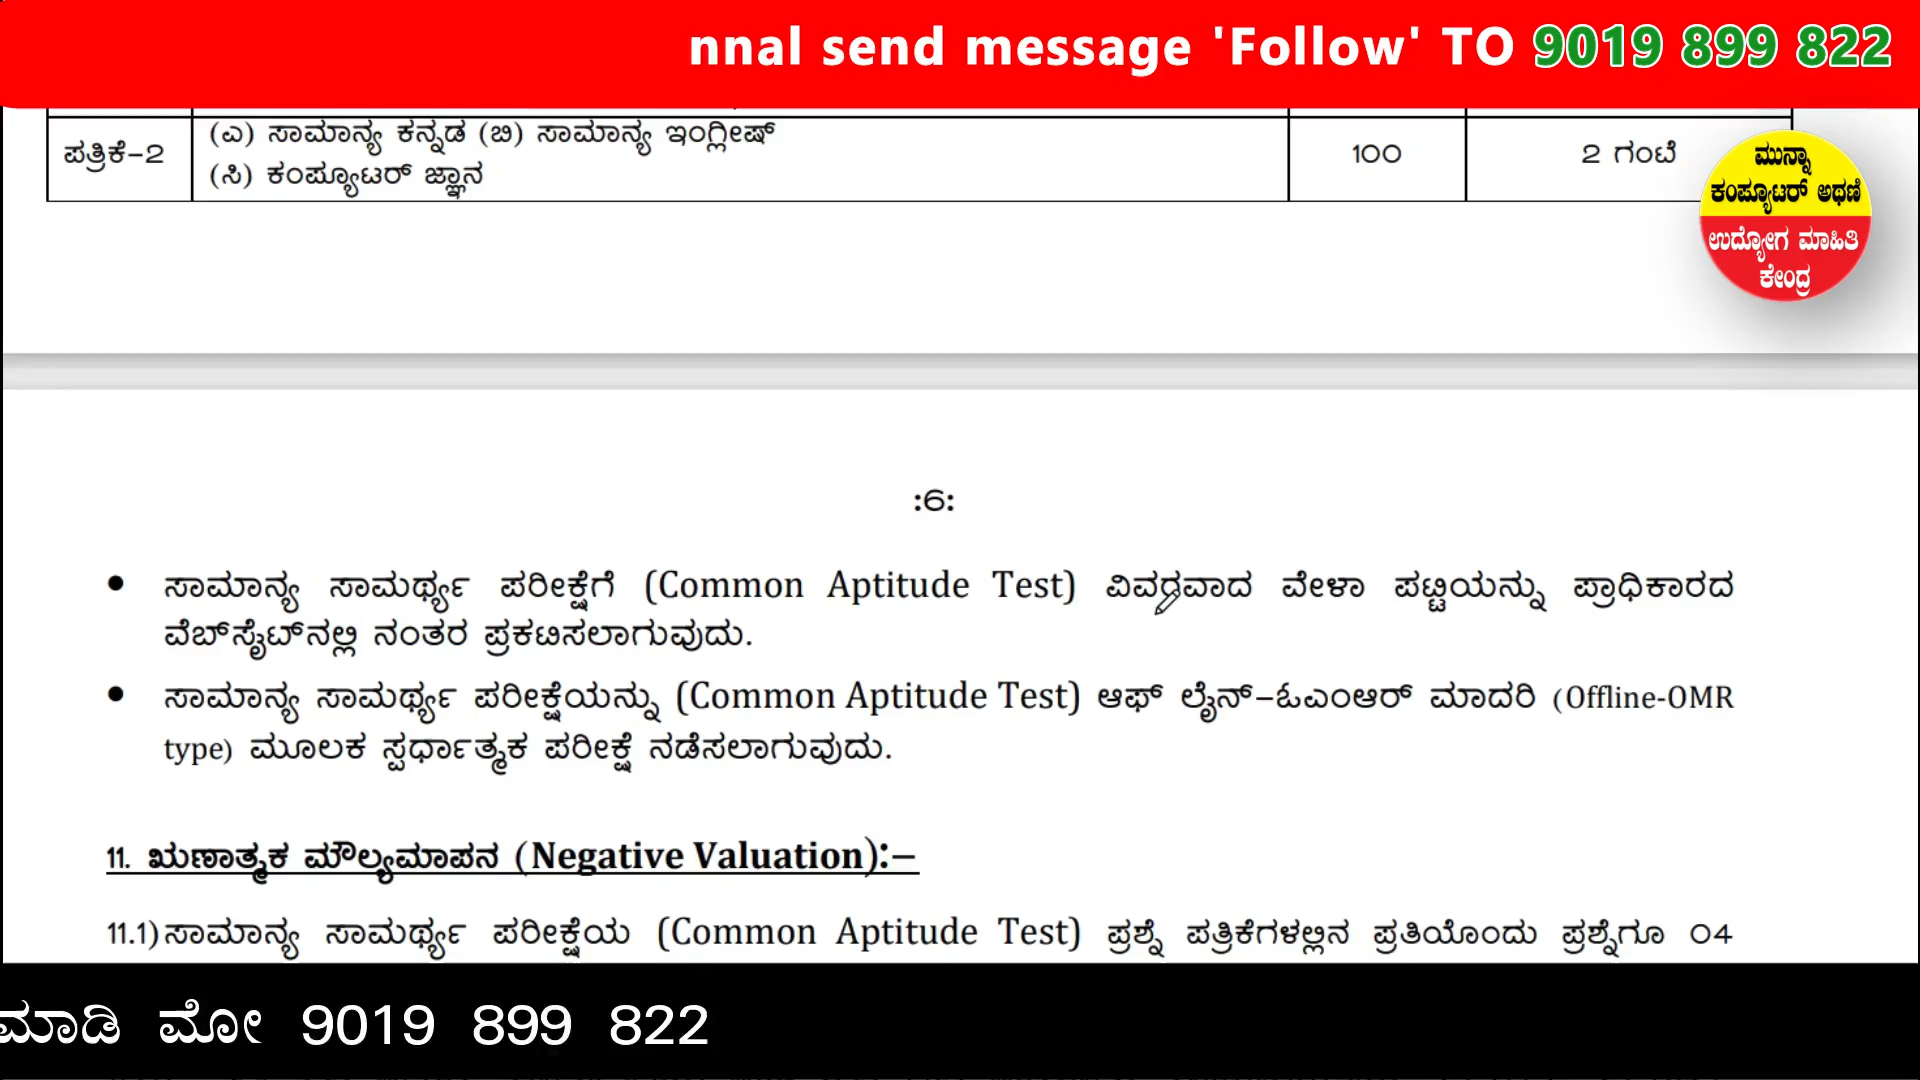 nnal send message 'Follow' TO 9019 899 822
ಪತ್ರಿಕೆ-2
(ಎ) ಸಾಮಾನ್ಯ ಕನ್ನಡ (ಬಿ) ಸಾಮಾನ್ಯ ಇಂಗ್ಲೀಷ್
(ಸಿ) ಕಂಪ್ಯೂಟರ್ ಜ್ಞಾನ
100
2 ಗಂಟೆ
ಮುನ್ನಾ
ಕಂಪ್ಯೂಟರ್ ಅಥಣಿ
ಉದ್ಯೋಗ ಮಾಹಿತಿ
ಕೇಂದ್ರ
:6:
• ಸಾಮಾನ್ಯ ಸಾಮರ್ಥ್ಯ ಪರೀಕ್ಷೆಗೆ (Common Aptitude Test) ವಿವರವಾದ ವೇಳಾ ಪಟ್ಟಿಯನ್ನು ಪ್ರಾಧಿಕಾರದ
ವೆಬ್‌ಸೈಟ್‌ನಲ್ಲಿ ನಂತರ ಪ್ರಕಟಿಸಲಾಗುವುದು.
• ಸಾಮಾನ್ಯ ಸಾಮರ್ಥ್ಯ ಪರೀಕ್ಷೆಯನ್ನು (Common Aptitude Test) ಆಫ್ ಲೈನ್-ಓಎಂಆರ್ ಮಾದರಿ (Offline-OMR
type) ಮೂಲಕ ಸ್ಪರ್ಧಾತ್ಮಕ ಪರೀಕ್ಷೆ ನಡೆಸಲಾಗುವುದು.
11. ಋಣಾತ್ಮಕ ಮೌಲ್ಯಮಾಪನ (Negative Valuation):-
11.1)ಸಾಮಾನ್ಯ ಸಾಮರ್ಥ್ಯ ಪರೀಕ್ಷೆಯ (Common Aptitude Test) ಪ್ರಶ್ನೆ ಪತ್ರಿಕೆಗಳಲ್ಲಿನ ಪ್ರತಿಯೊಂದು ಪ್ರಶ್ನೆಗೂ 04
ಮಾಡಿ ಮೋ 9019 899 822